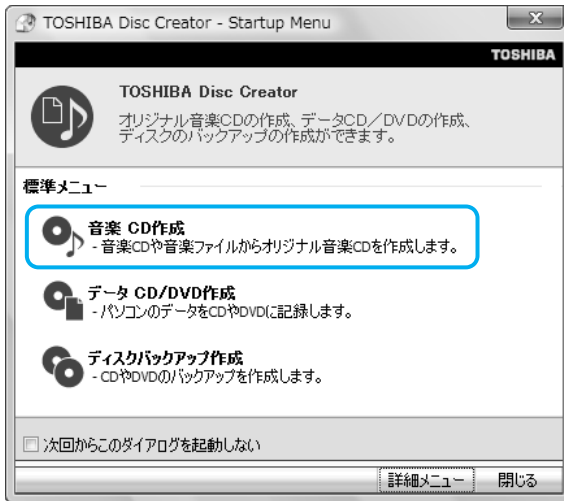 TOSHIBA Disc Creator - Startup Menu
TOSHIBA
TOSHIBA Disc Creator
オリジナル音楽CDの作成、データCD／DVDの作成、
ディスクのバックアップの作成ができます。
標準メニュー
音楽 CD作成
- 音楽CDや音楽ファイルからオリジナル音楽CDを作成します。
データ CD/DVD作成
- パソコンのデータをCDやDVDに記録します。
ディスクバックアップ作成
- CDやDVDのバックアップを作成します。
次回からこのダイアログを起動しない
詳細メニュー 閉じる